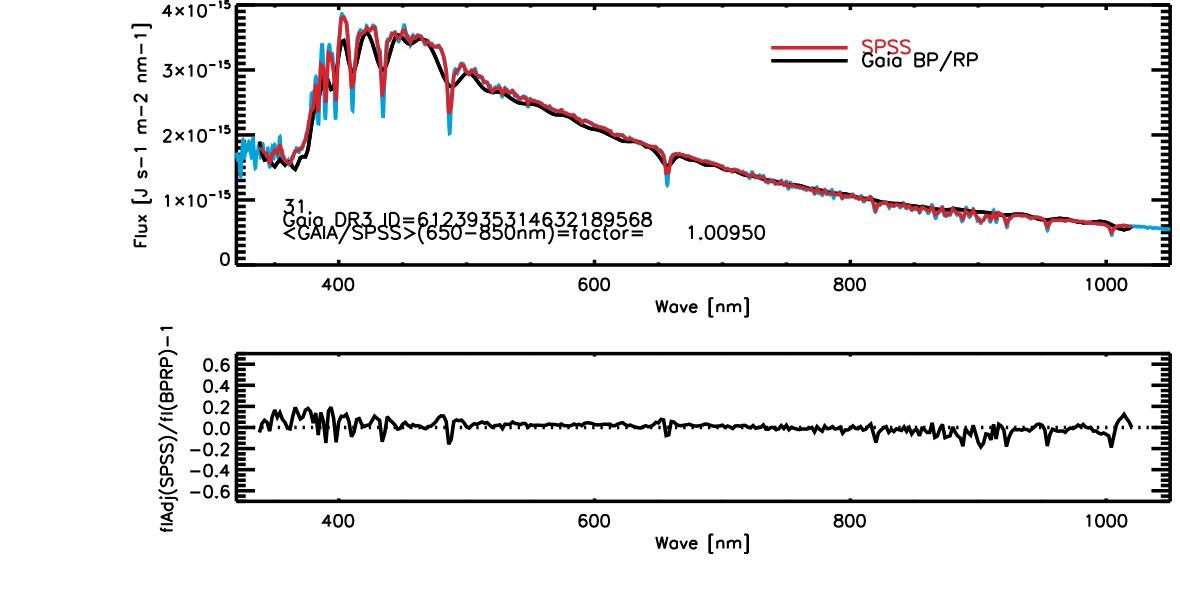 4×10−15
3×10−15
2×10−15
1×10−15
0
Flux [J s−1 m−2 nm−1]
SPSS
Gaia BP/RP
31.
Gaia DR3 ID=6123935314632189568
<GAIA/SPSS>(650−850nm)=factor= 1.00950
400 600 800 1000
Wave [nm]
flAdj(SPSS)/fl(BPRP)−1
0.6
0.4
0.2
0.0
−0.2
−0.4
−0.6
400 600 800 1000
Wave [nm]